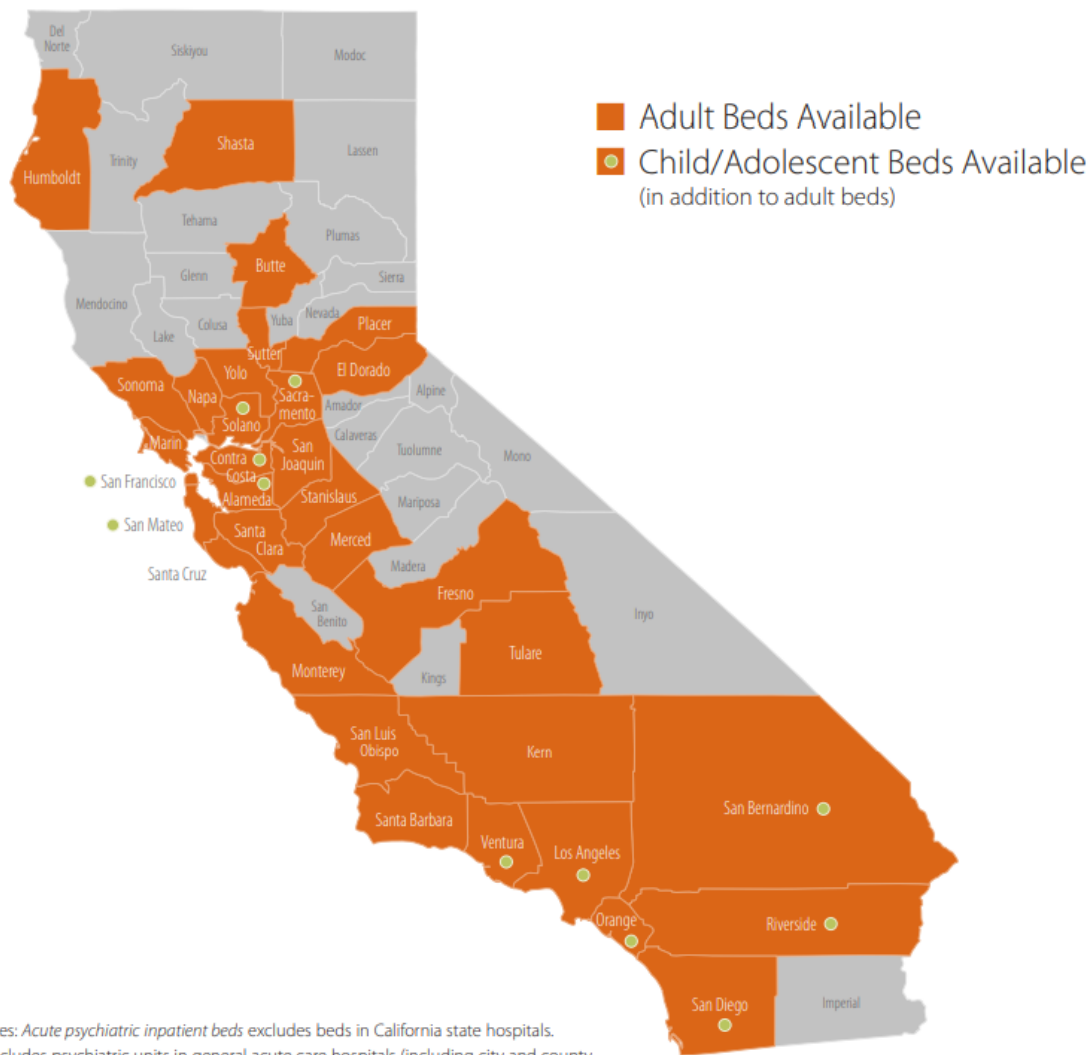 Del
Norte
Siskiyou
Modoc
Adult Beds Available
Child/Adolescent Beds Available
(in addition to adult beds)
Humboldt
Trinity
Shasta
Lassen
Tehama
Plumas
Butte
Glenn
Sierra
Mendocino
Lake
Colusa
Yuba
Nevada
Placer
Sutter
Yolo
El Dorado
Sonoma
Napa
Sacra-
mento
Solano
Amador
Alpine
Marin
Calaveras
Tuolumne
Mono
Contra
Costa
San
Joaquin
San Francisco
Alameda
Stanislaus
Mariposa
San Mateo
Santa
Clara
Merced
Madera
Santa Cruz
Fresno
San
Benito
Inyo
Tulare
Monterey
Kings
San Luis
Obispo
Kern
Santa Barbara
Ventura
Los Angeles
San Bernardino
Orange
Riverside
San Diego
Imperial
es: Acute psychiatric inpatient beds excludes beds in California state hospitals.